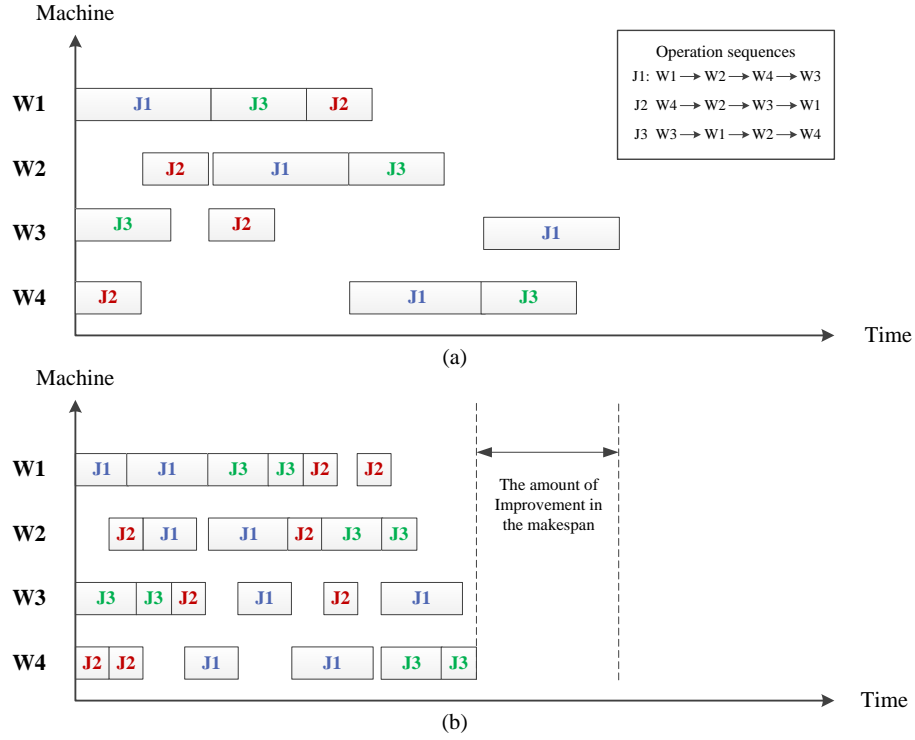 Machine
Operation sequences
J1: W1 → W2 → W4 → W3
J2 W4 → W2 → W3 → W1
J3 W3 → W1 → W2 → W4
W1 J1 J3 J2
W2 J2 J1 J3
W3 J3 J2 J1
W4 J2 J1 J3
Time
(a)
Machine
W1 J1 J1 J3 J3 J2 J2
The amount of
Improvement in
the makespan
W2 J2 J1 J1 J2 J3 J3
W3 J3 J3 J2 J1 J2 J1
W4 J2 J2 J1 J1 J3 J3
Time
(b)